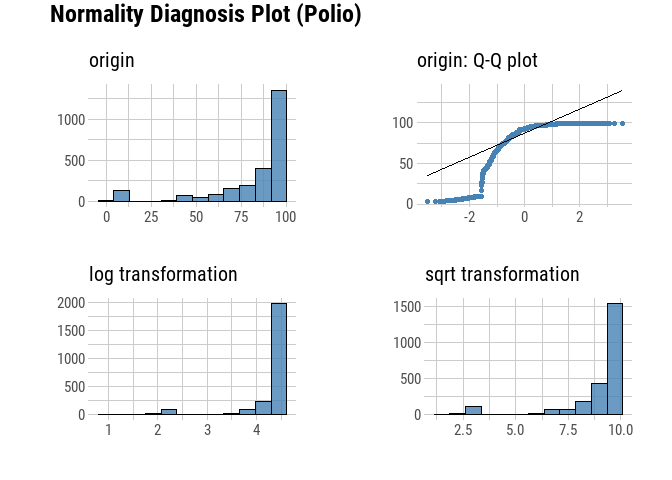 Normality Diagnosis Plot (Polio)
origin
1000
500
0
0 25 50 75 100
origin: Q-Q plot
100
50
0
-2 0 2
log transformation
2000
1500
1000
500
0
1 2 3 4
sqrt transformation
1500
1000
500
0
2.5 5.0 7.5 10.0